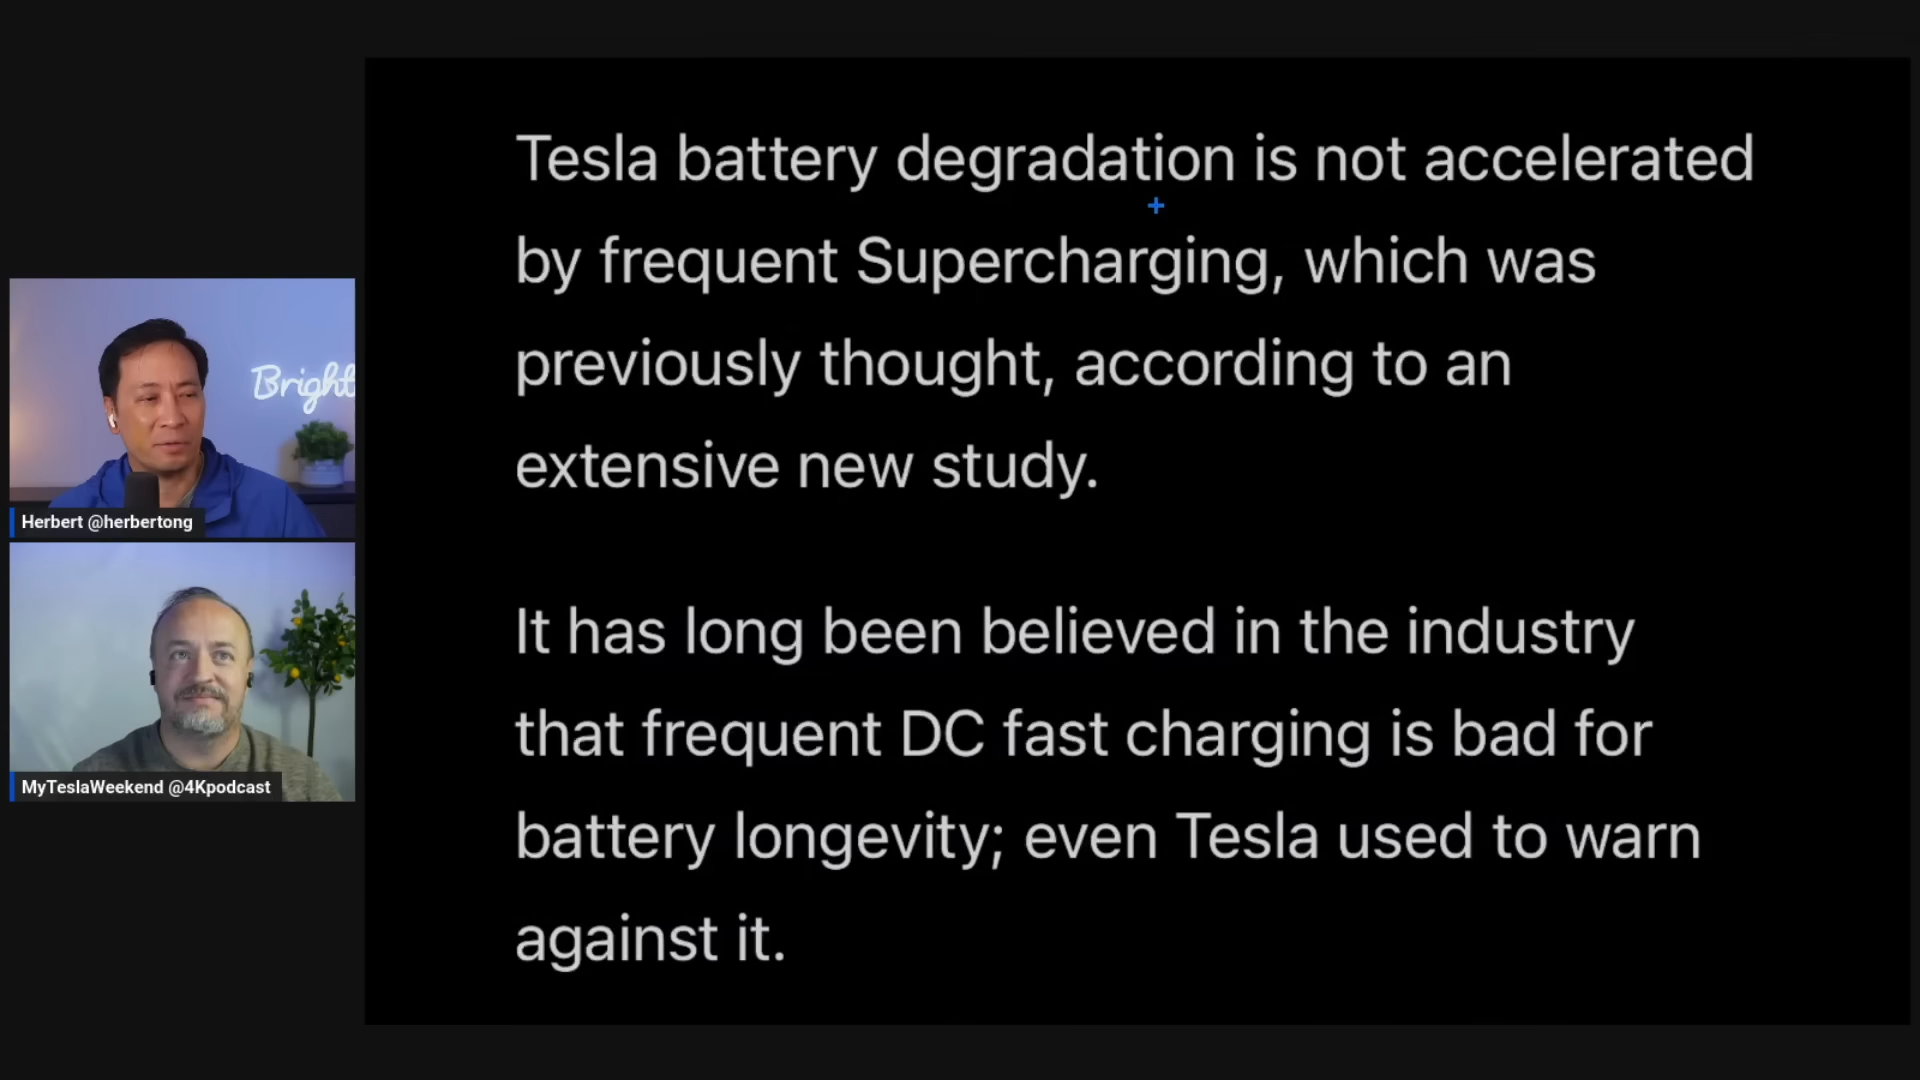 Tesla battery degradation is not accelerated
by frequent Supercharging, which was
previously thought, according to an
extensive new study.
It has long been believed in the industry
that frequent DC fast charging is bad for
battery longevity; even Tesla used to warn
against it.
Bright
Herbert @herbertong
MyTeslaWeekend @4Kpodcast